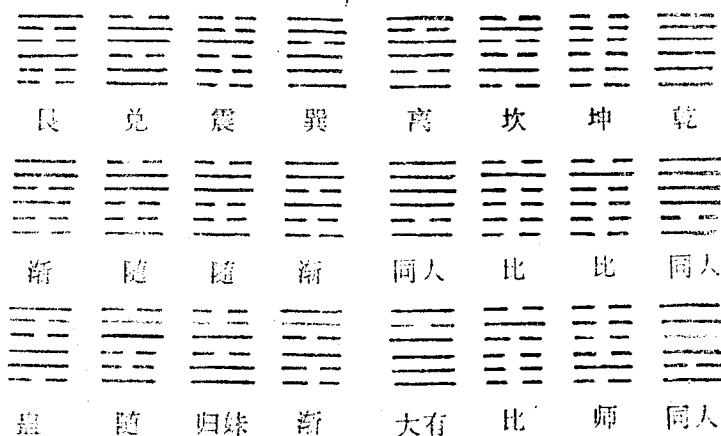 艮 兑 震 巽 离 坎 坤 乾
渐 随 随 渐 同人 比 比 同人
蛊 随 归妹 渐 大有 比 师 同人